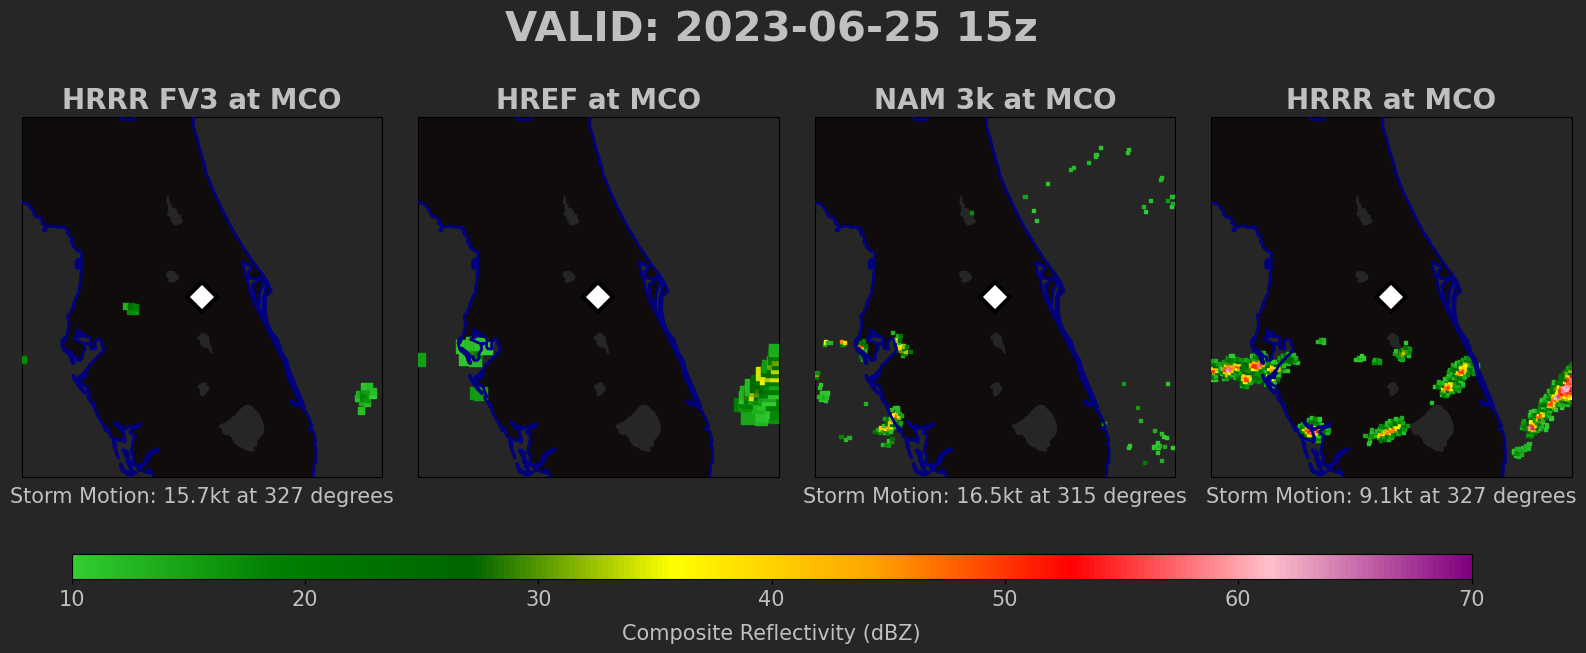 VALID: 2023-06-25 15z
HRRR FV3 at MCO
HREF at MCO
NAM 3k at MCO
HRRR at MCO
Storm Motion: 15.7kt at 327 degrees
Storm Motion: 16.5kt at 315 degrees
Storm Motion: 9.1kt at 327 degrees
10 20 30 40 50 60 70
Composite Reflectivity (dBZ)